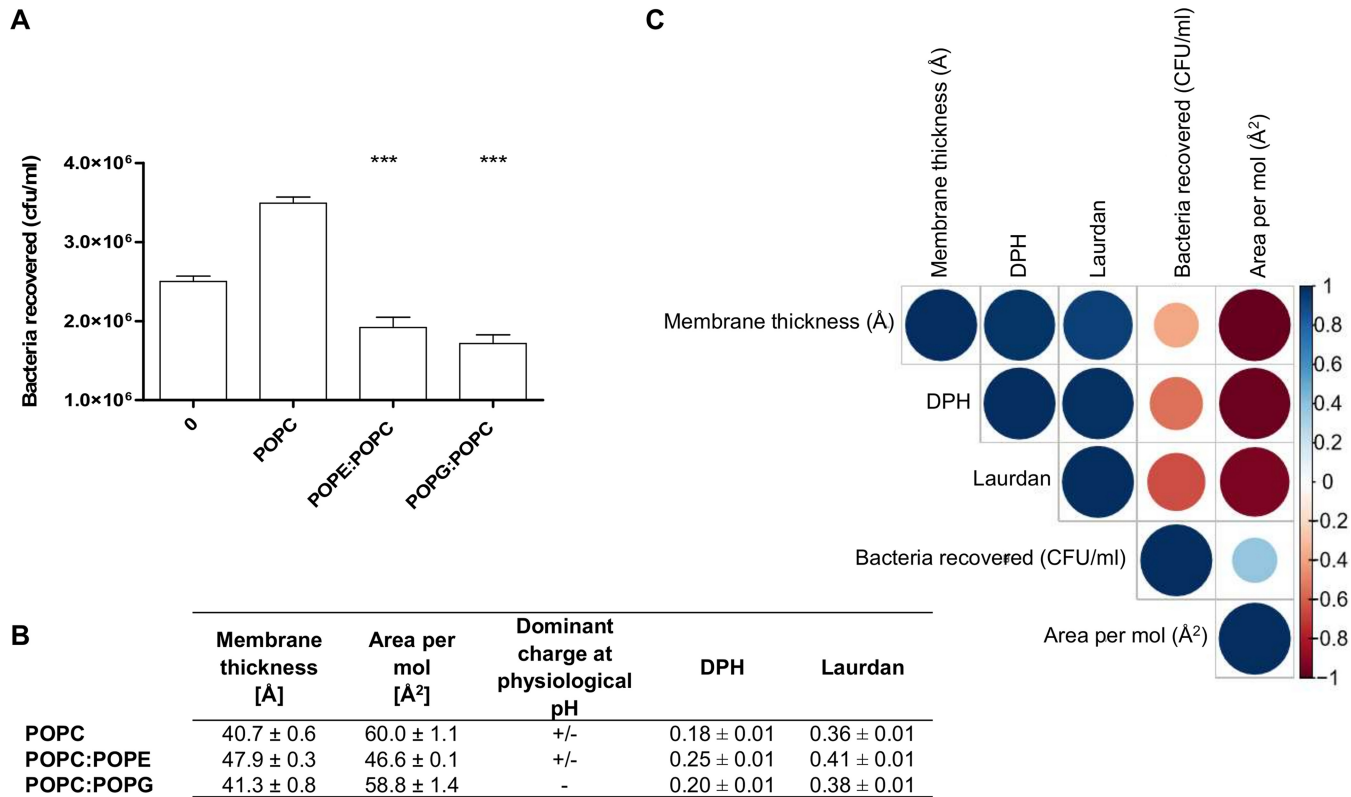 A
C
Bacteria recovered (cfu/ml)
4.0×10⁶
3.0×10⁶
2.0×10⁶
1.0×10⁶
***
***
0
POPC
POPE:POPC
POPG:POPC
Membrane thickness (Å)
DPH
Laurdan
Bacteria recovered (CFU/ml)
Area per mol (Å²)
Membrane thickness (Å)
DPH
Laurdan
Bacteria recovered (CFU/ml)
Area per mol (Å²)
1
0.8
0.6
0.4
0.2
0
-0.2
-0.4
-0.6
-0.8
-1
B
Membrane thickness [Å]
Area per mol [Å²]
Dominant charge at physiological pH
DPH
Laurdan
POPC 40.7 ± 0.6 60.0 ± 1.1 +/- 0.18 ± 0.01 0.36 ± 0.01
POPC:POPE 47.9 ± 0.3 46.6 ± 0.1 +/- 0.25 ± 0.01 0.41 ± 0.01
POPC:POPG 41.3 ± 0.8 58.8 ± 1.4 - 0.20 ± 0.01 0.38 ± 0.01